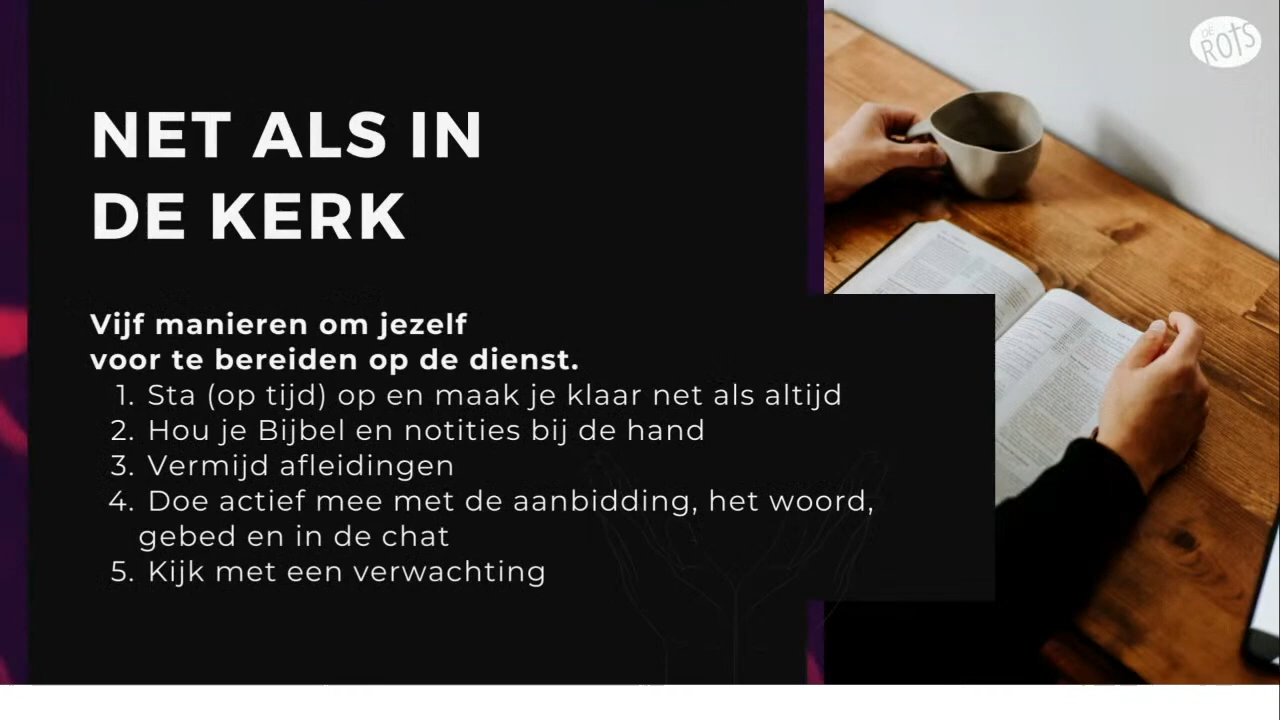 DE ROTS
NET ALS IN
DE KERK
Vijf manieren om jezelf
voor te bereiden op de dienst.
1. Sta (op tijd) op en maak je klaar net als altijd
2. Hou je Bijbel en notities bij de hand
3. Vermijd afleidingen
4. Doe actief mee met de aanbidding, het woord,
gebed en in de chat
5. Kijk met een verwachting